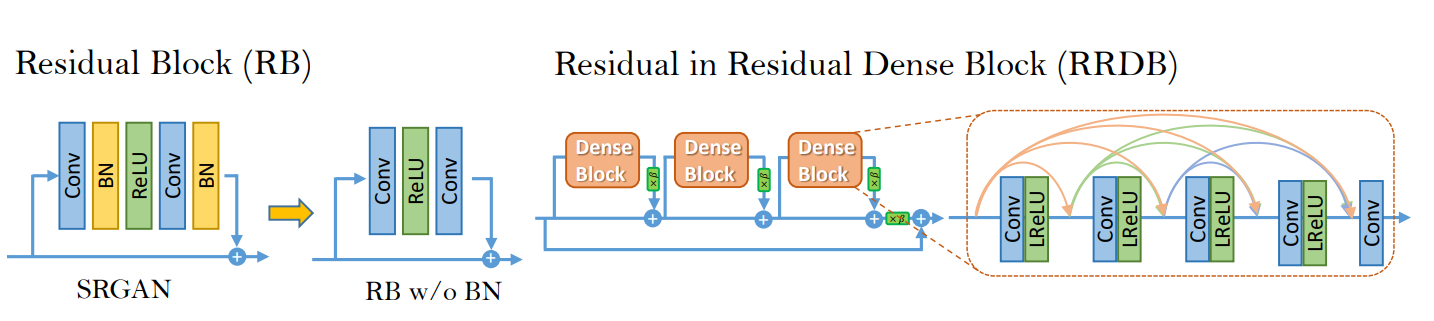 Residual Block (RB)
Conv
BN
ReLU
Conv
BN
SRGAN
Conv
ReLU
Conv
RB w/o BN
Residual in Residual Dense Block (RRDB)
Dense
Block
×β
+
Dense
Block
×β
+
Dense
Block
×β
+
×β
+
Conv
LReLU
Conv
LReLU
Conv
LReLU
Conv
LReLU
Conv